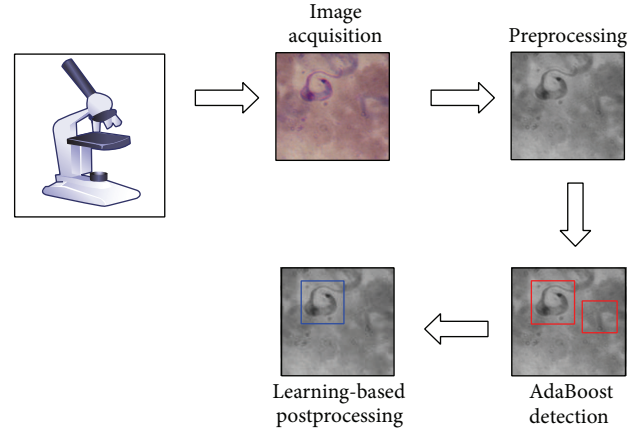 Image
acquisition
Preprocessing
Learning-based
postprocessing
AdaBoost
detection